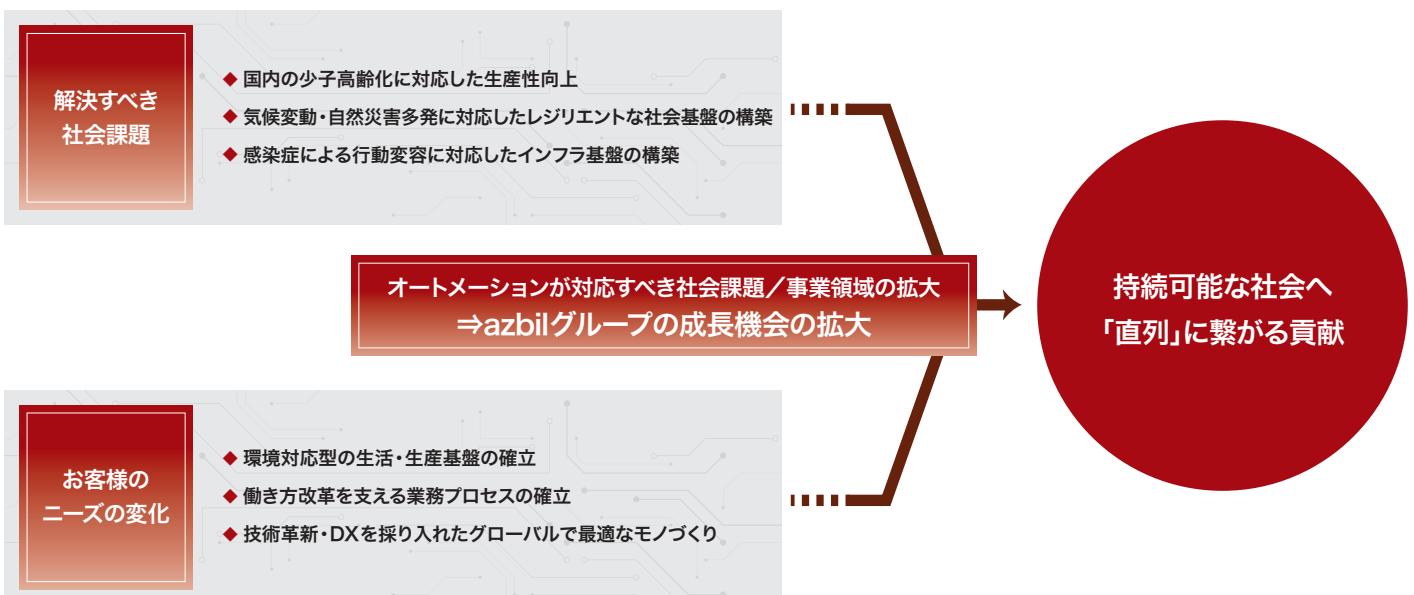 解決すべき
社会課題
◆ 国内の少子高齢化に対応した生産性向上
◆ 気候変動・自然災害多発に対応したレジリエントな社会基盤の構築
◆ 感染症による行動変容に対応したインフラ基盤の構築
オートメーションが対応すべき社会課題／事業領域の拡大
⇒azbilグループの成長機会の拡大
持続可能な社会へ
「直列」に繋がる貢献
お客様の
ニーズの変化
◆ 環境対応型の生活・生産基盤の確立
◆ 働き方改革を支える業務プロセスの確立
◆ 技術革新・DXを採り入れたグローバルで最適なモノづくり